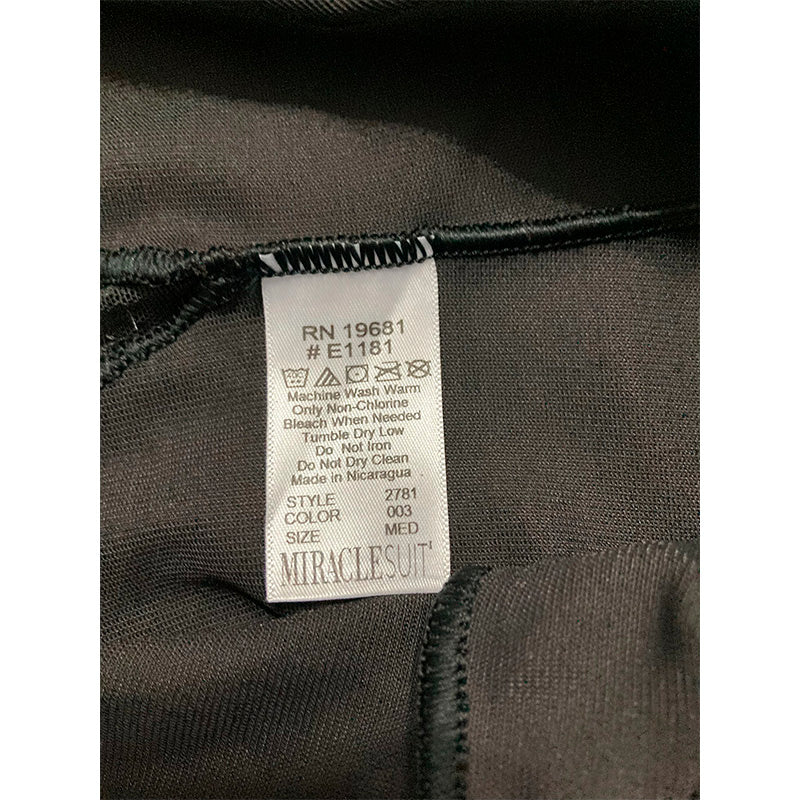 RN 19681
# E1181
Machine Wash Warm
Only Non-Chlorine
Bleach When Needed
Tumble Dry Low
Do Not Iron
Do Not Dry Clean
Made in Nicaragua
STYLE 2781
COLOR 003
SIZE MED
MIRACLESUIT